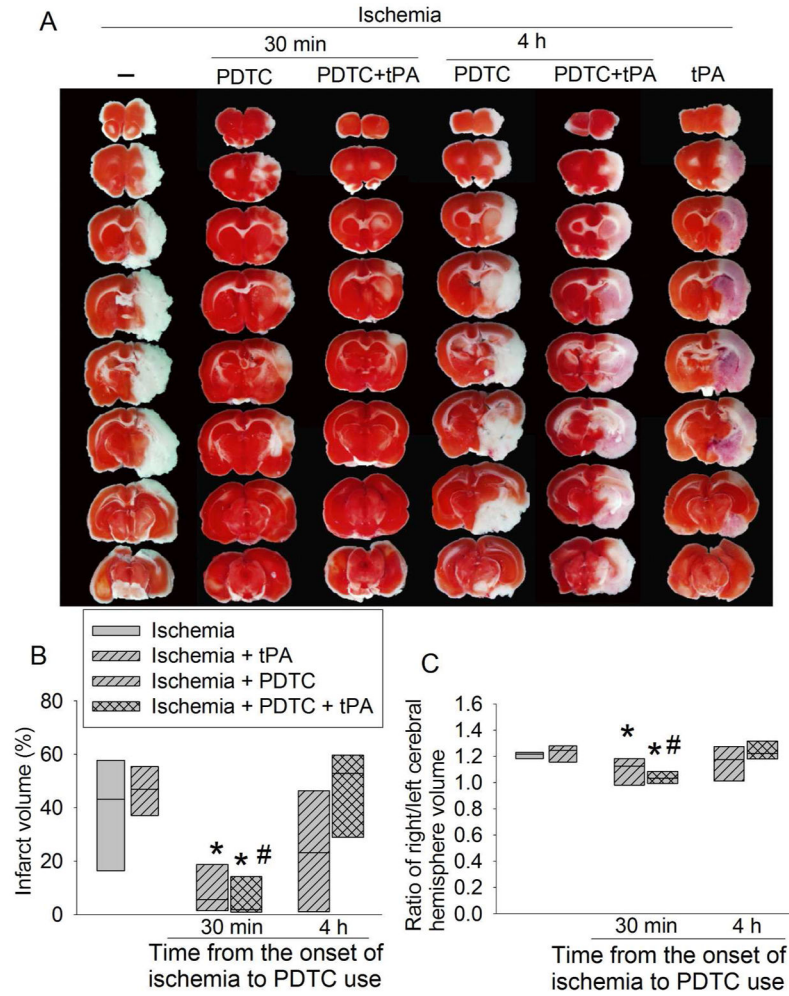 A
Ischemia
30 min
4 h
–
PDTC
PDTC+tPA
PDTC
PDTC+tPA
tPA
Ischemia
Ischemia + tPA
Ischemia + PDTC
Ischemia + PDTC + tPA
B
Infarct volume (%)
80
60
40
20
0
*
* #
30 min
4 h
Time from the onset of
ischemia to PDTC use
C
Ratio of right/left cerebral
hemisphere volume
1.6
1.4
1.2
1.0
0.8
0.6
0.4
0.2
0.0
*
* #
30 min
4 h
Time from the onset of
ischemia to PDTC use